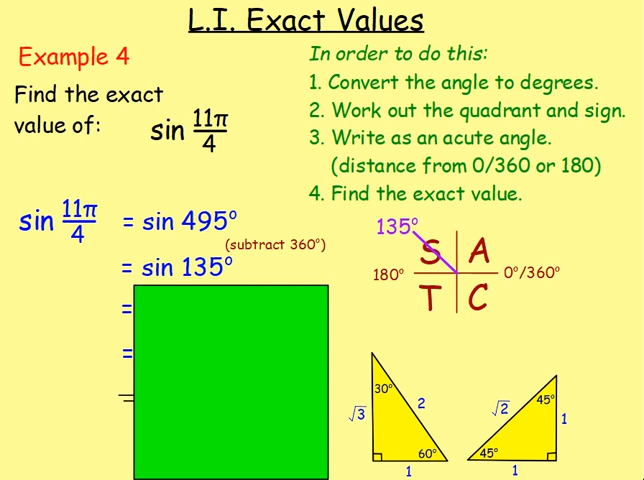 L.I. Exact Values
Example 4
Find the exact
value of:
sin 11π/4
In order to do this:
1. Convert the angle to degrees.
2. Work out the quadrant and sign.
3. Write as an acute angle.
(distance from 0/360 or 180)
4. Find the exact value.
sin 11π/4 = sin 495°
(subtract 360°)
= sin 135°
=
=
=
135°
S A
180° 0°/360°
T C
30°
√3 2
60°
1
45°
√2 1
45°
1